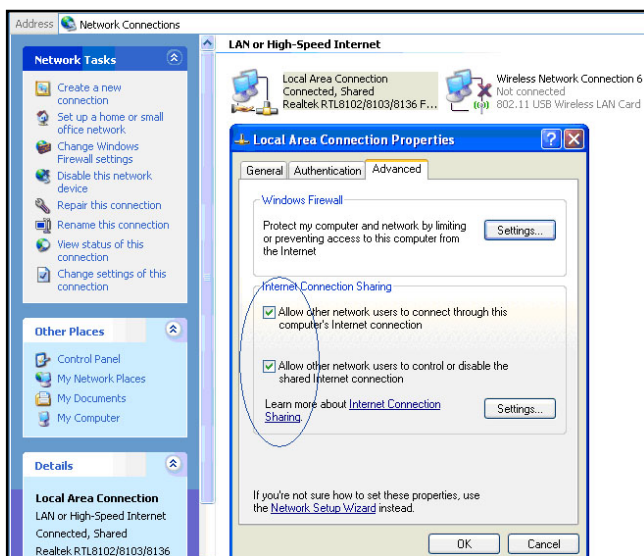 Address Network Connections
Network Tasks
Create a new
connection
Set up a home or small
office network
Change Windows
Firewall settings
Disable this network
device
Repair this connection
Rename this connection
View status of this
connection
Change settings of this
connection
Other Places
Control Panel
My Network Places
My Documents
My Computer
Details
Local Area Connection
LAN or High-Speed Internet
Connected, Shared
Realtek RTL8102/8103/8136
LAN or High-Speed Internet
Local Area Connection
Connected, Shared
Realtek RTL8102/8103/8136 F...
Wireless Network Connection 6
Not connected
802.11 USB Wireless LAN Card
Local Area Connection Properties
General Authentication Advanced
Windows Firewall
Protect my computer and network by limiting
or preventing access to this computer from
the Internet
Settings...
Internet Connection Sharing
Allow other network users to connect through this
computer's Internet connection
Allow other network users to control or disable the
shared Internet connection
Learn more about Internet Connection
Sharing.
Settings...
If you're not sure how to set these properties, use
the Network Setup Wizard instead.
OK Cancel